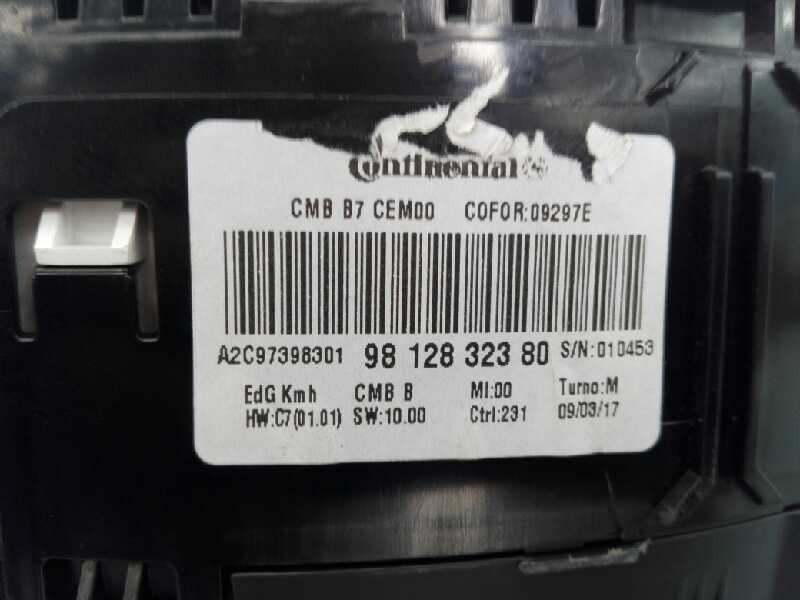 Continental
CMB B7 CEM00 COFOR:09297E
A2C97398301 98 128 323 80 S/N:010453
EdG Kmh CMB B MI:00 Turno:M
HW:C7(01.01) SW:10.00 Ctrl:231 09/03/17